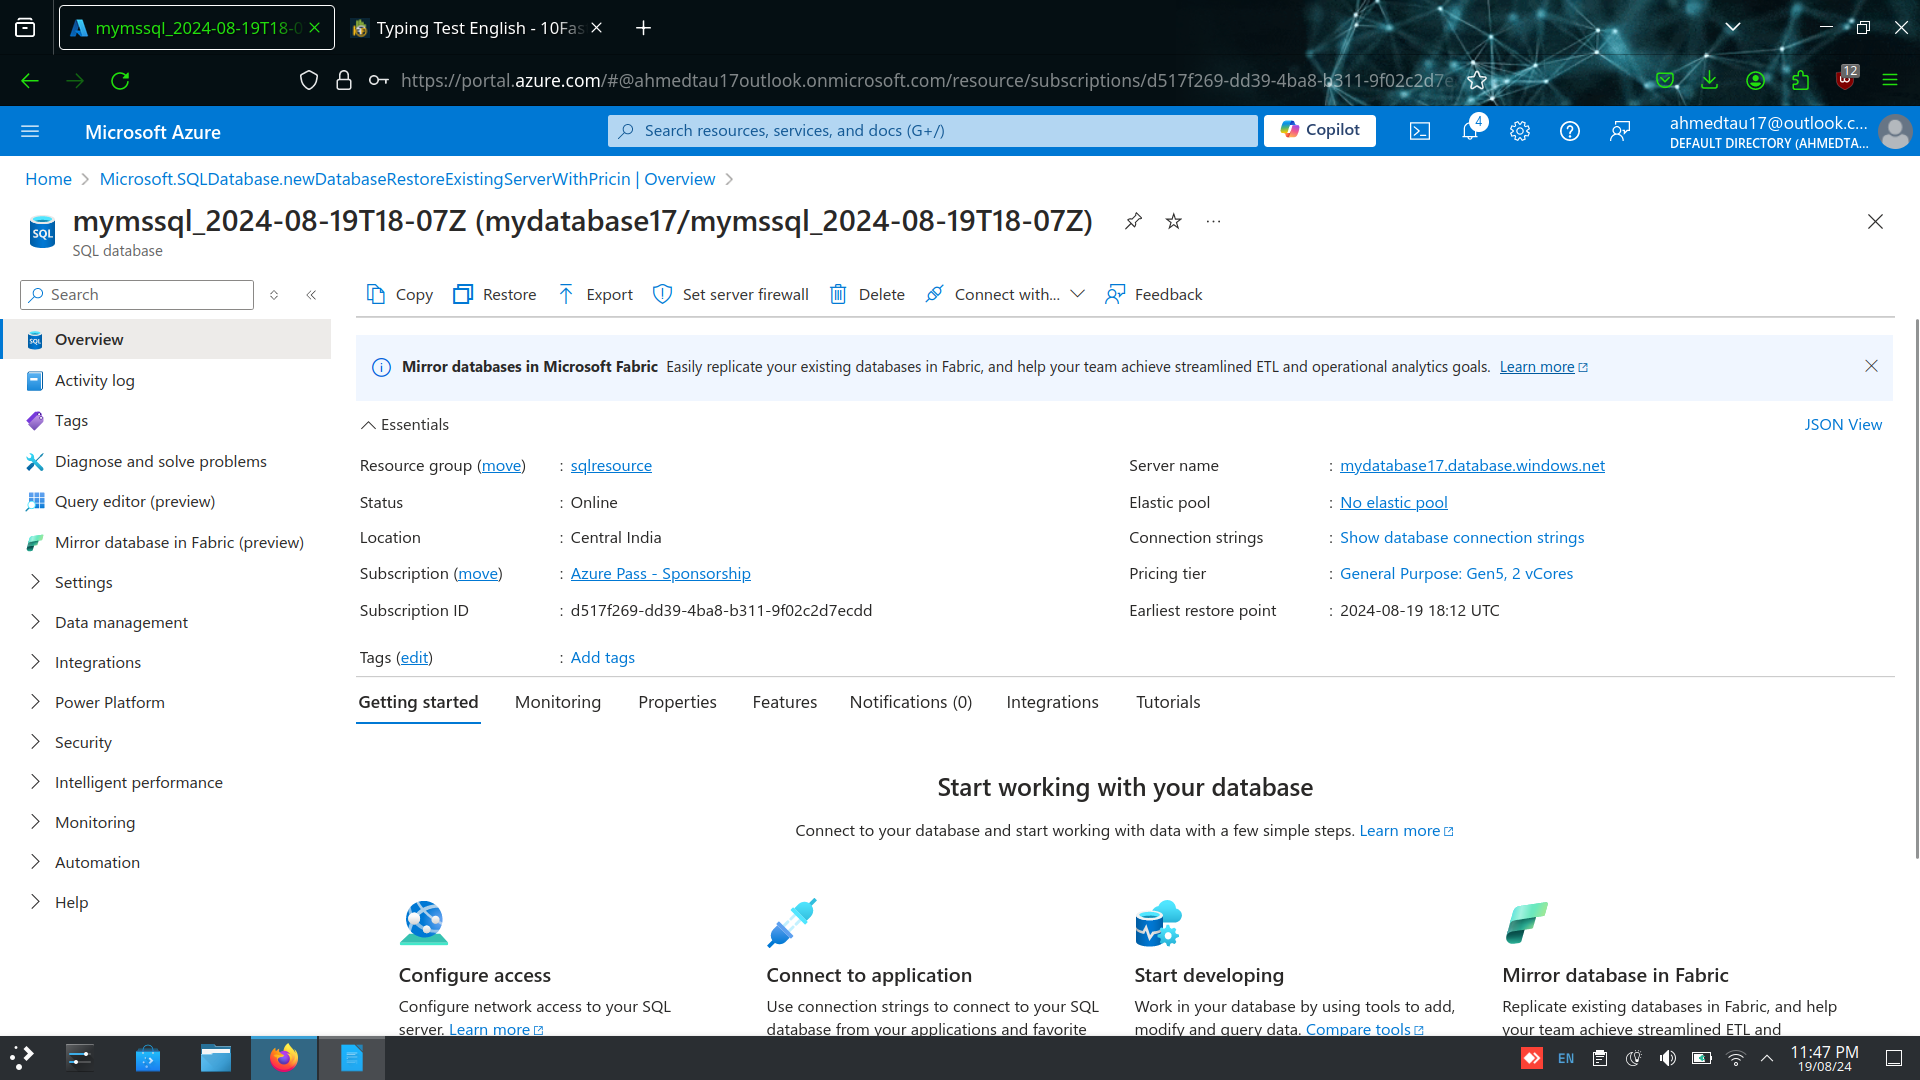 mymssql_2024-08-19T18-0
Typing Test English - 10Fas
https://portal.azure.com/#@ahmedtau17outlook.onmicrosoft.com/resource/subscriptions/d517f269-dd39-4ba8-b311-9f02c2d7e
12
Microsoft Azure
Search resources, services, and docs (G+/)
Copilot
4
ahmedtau17@outlook.c...
DEFAULT DIRECTORY (AHMEDTA...
Home > Microsoft.SQLDatabase.newDatabaseRestoreExistingServerWithPricin | Overview >
SQL
mymssql_2024-08-19T18-07Z (mydatabase17/mymssql_2024-08-19T18-07Z)
SQL database
Search
Copy Restore Export Set server firewall Delete Connect with... Feedback
Overview
Activity log
Tags
Diagnose and solve problems
Query editor (preview)
Mirror database in Fabric (preview)
Settings
Data management
Integrations
Power Platform
Security
Intelligent performance
Monitoring
Automation
Help
Mirror databases in Microsoft Fabric Easily replicate your existing databases in Fabric, and help your team achieve streamlined ETL and operational analytics goals. Learn more
Essentials
JSON View
Resource group (move) : sqlresource
Status : Online
Location : Central India
Subscription (move) : Azure Pass - Sponsorship
Subscription ID : d517f269-dd39-4ba8-b311-9f02c2d7ecdd
Tags (edit) : Add tags
Server name : mydatabase17.database.windows.net
Elastic pool : No elastic pool
Connection strings : Show database connection strings
Pricing tier : General Purpose: Gen5, 2 vCores
Earliest restore point : 2024-08-19 18:12 UTC
Getting started Monitoring Properties Features Notifications (0) Integrations Tutorials
Start working with your database
Connect to your database and start working with data with a few simple steps. Learn more
Configure access
Configure network access to your SQL
server. Learn more
Connect to application
Use connection strings to connect to your SQL
database from your applications and favorite
Start developing
Work in your database by using tools to add,
modify and query data. Compare tools
Mirror database in Fabric
Replicate existing databases in Fabric, and help
your team achieve streamlined ETL and
EN
11:47 PM
19/08/24